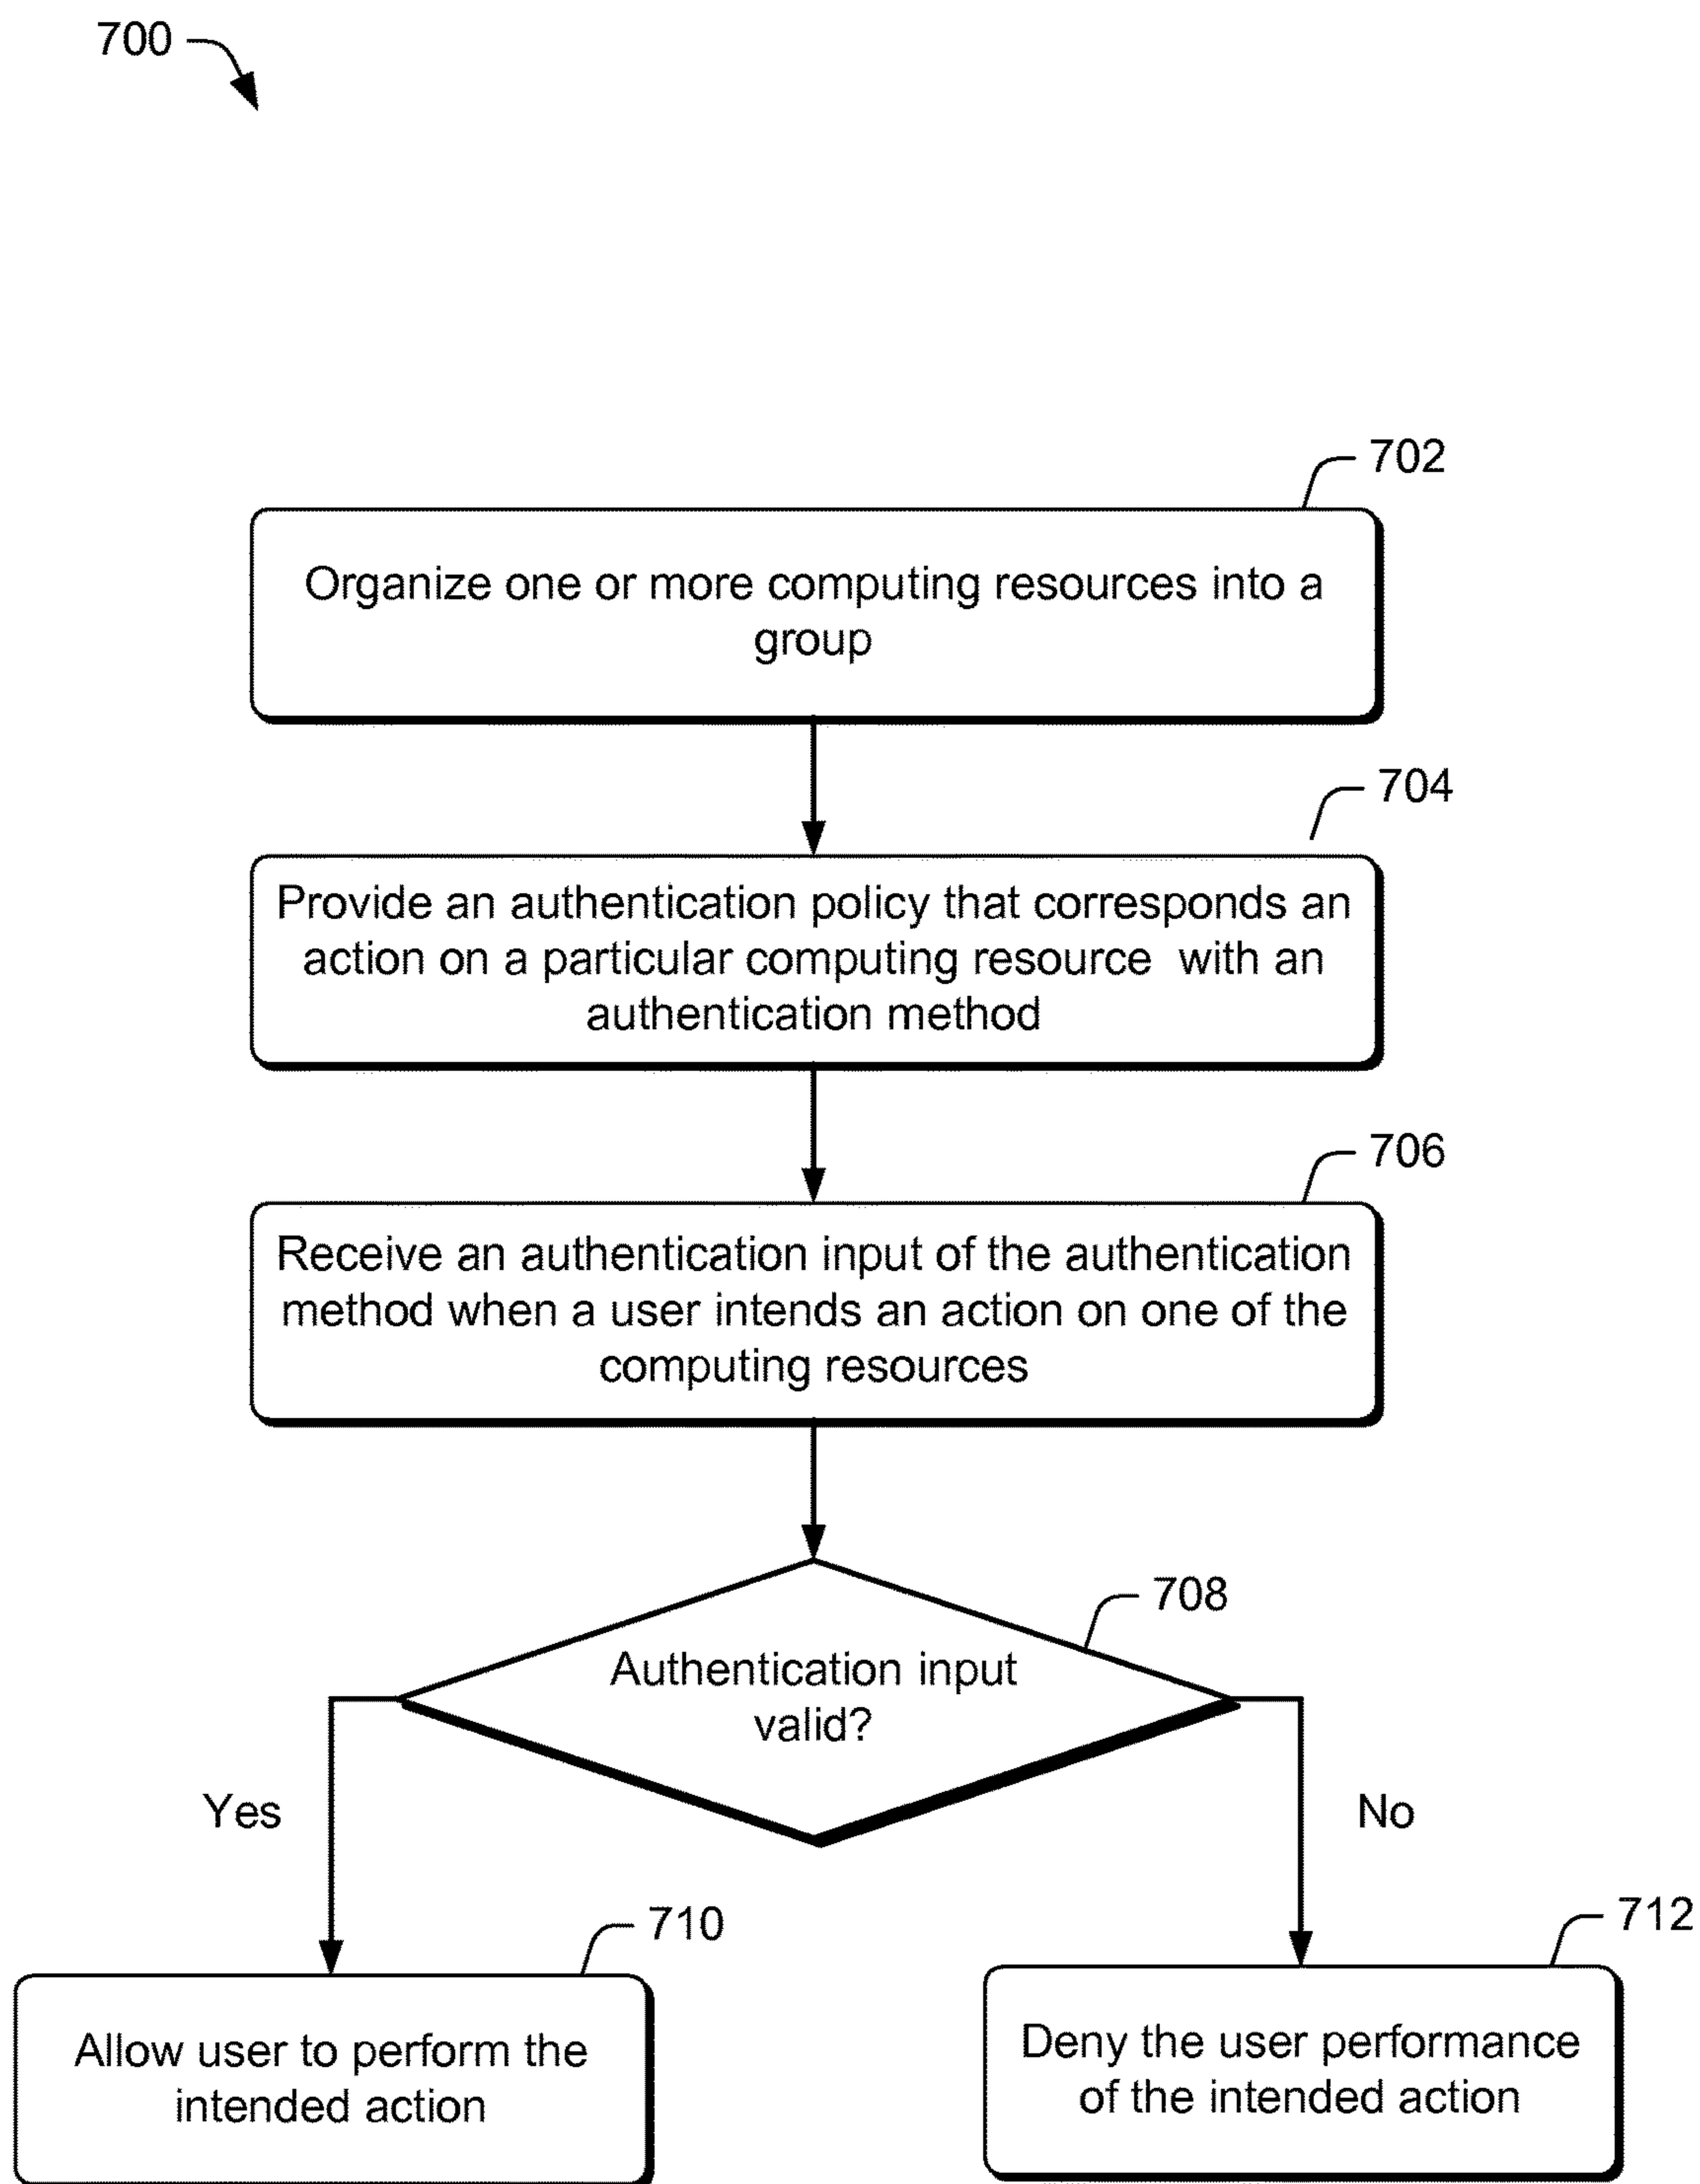 700
702
Organize one or more computing resources into a
group
704
Provide an authentication policy that corresponds an
action on a particular computing resource with an
authentication method
706
Receive an authentication input of the authentication
method when a user intends an action on one of the
computing resources
708
Authentication input
valid?
Yes
No
710
Allow user to perform the
intended action
712
Deny the user performance
of the intended action